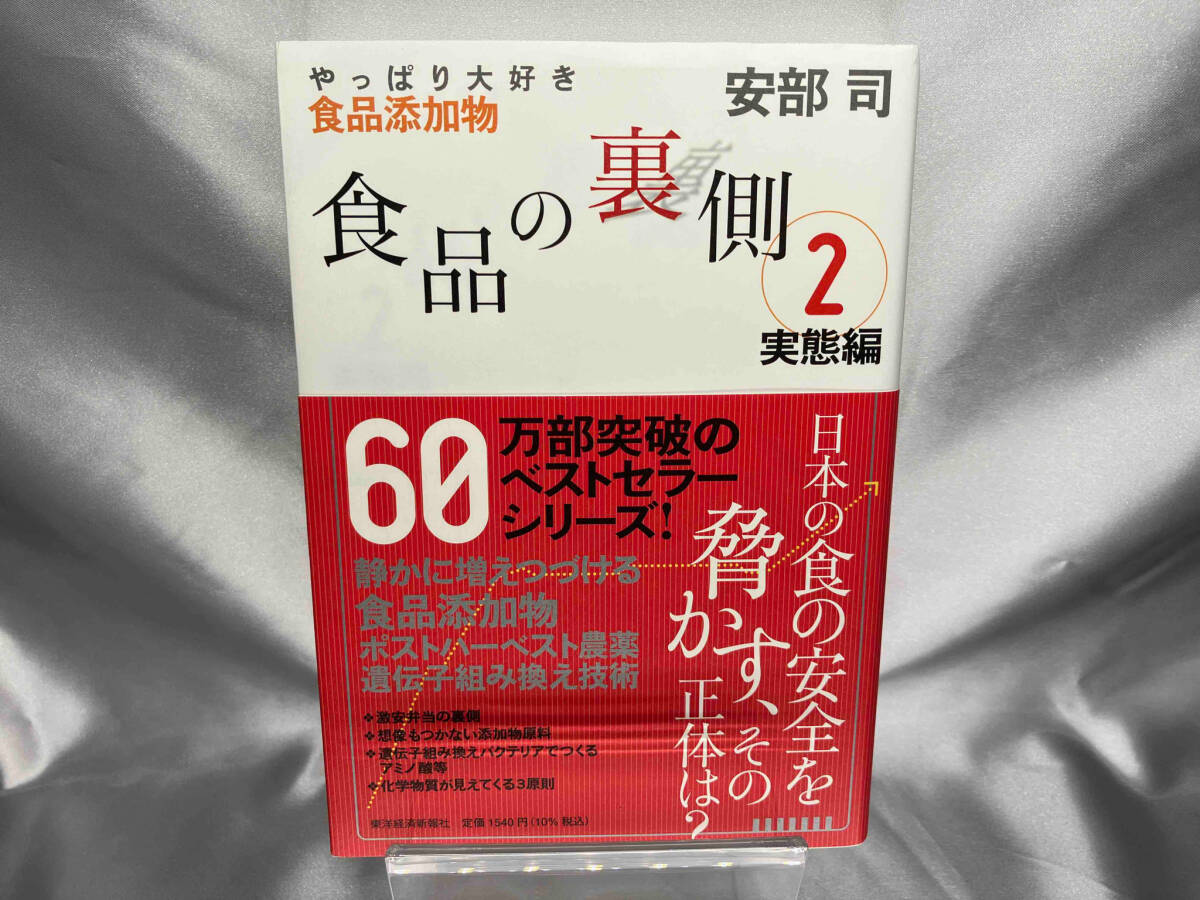 やっぱり大好き
食品添加物
安部 司
食品の裏側
2
実態編
60
万部突破の
ベストセラー
シリーズ!
静かに増えつづける
食品添加物
ポストハーベスト農薬
遺伝子組み換え技術
❖激安弁当の裏側
❖想像もつかない添加物原料
❖遺伝子組み換えバクテリアでつくる
アミノ酸等
❖化学物質が見えてくる3原則
日本の食の安全を
脅かす、その
正体は?
東洋経済新報社 定価1540円(10%税込)